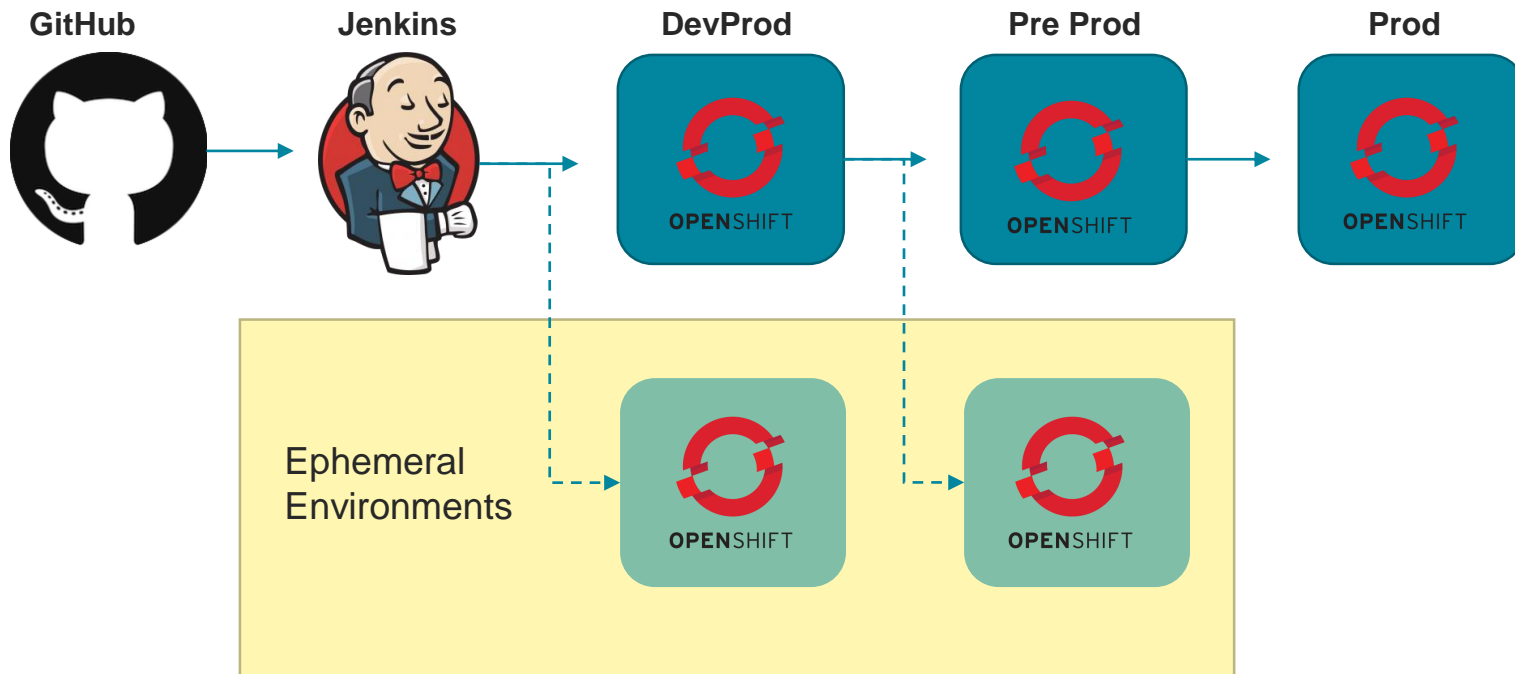 GitHub
Jenkins
DevProd
Pre Prod
Prod
OPENSHIFT
OPENSHIFT
OPENSHIFT
Ephemeral
Environments
OPENSHIFT
OPENSHIFT